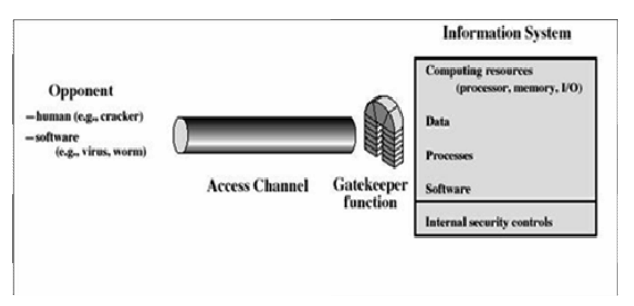 Information System
Opponent
–human (e.g., cracker)
–software
(e.g., virus, worm)
Access Channel
Gatekeeper
function
Computing resources
(processor, memory, I/O)
Data
Processes
Software
Internal security controls